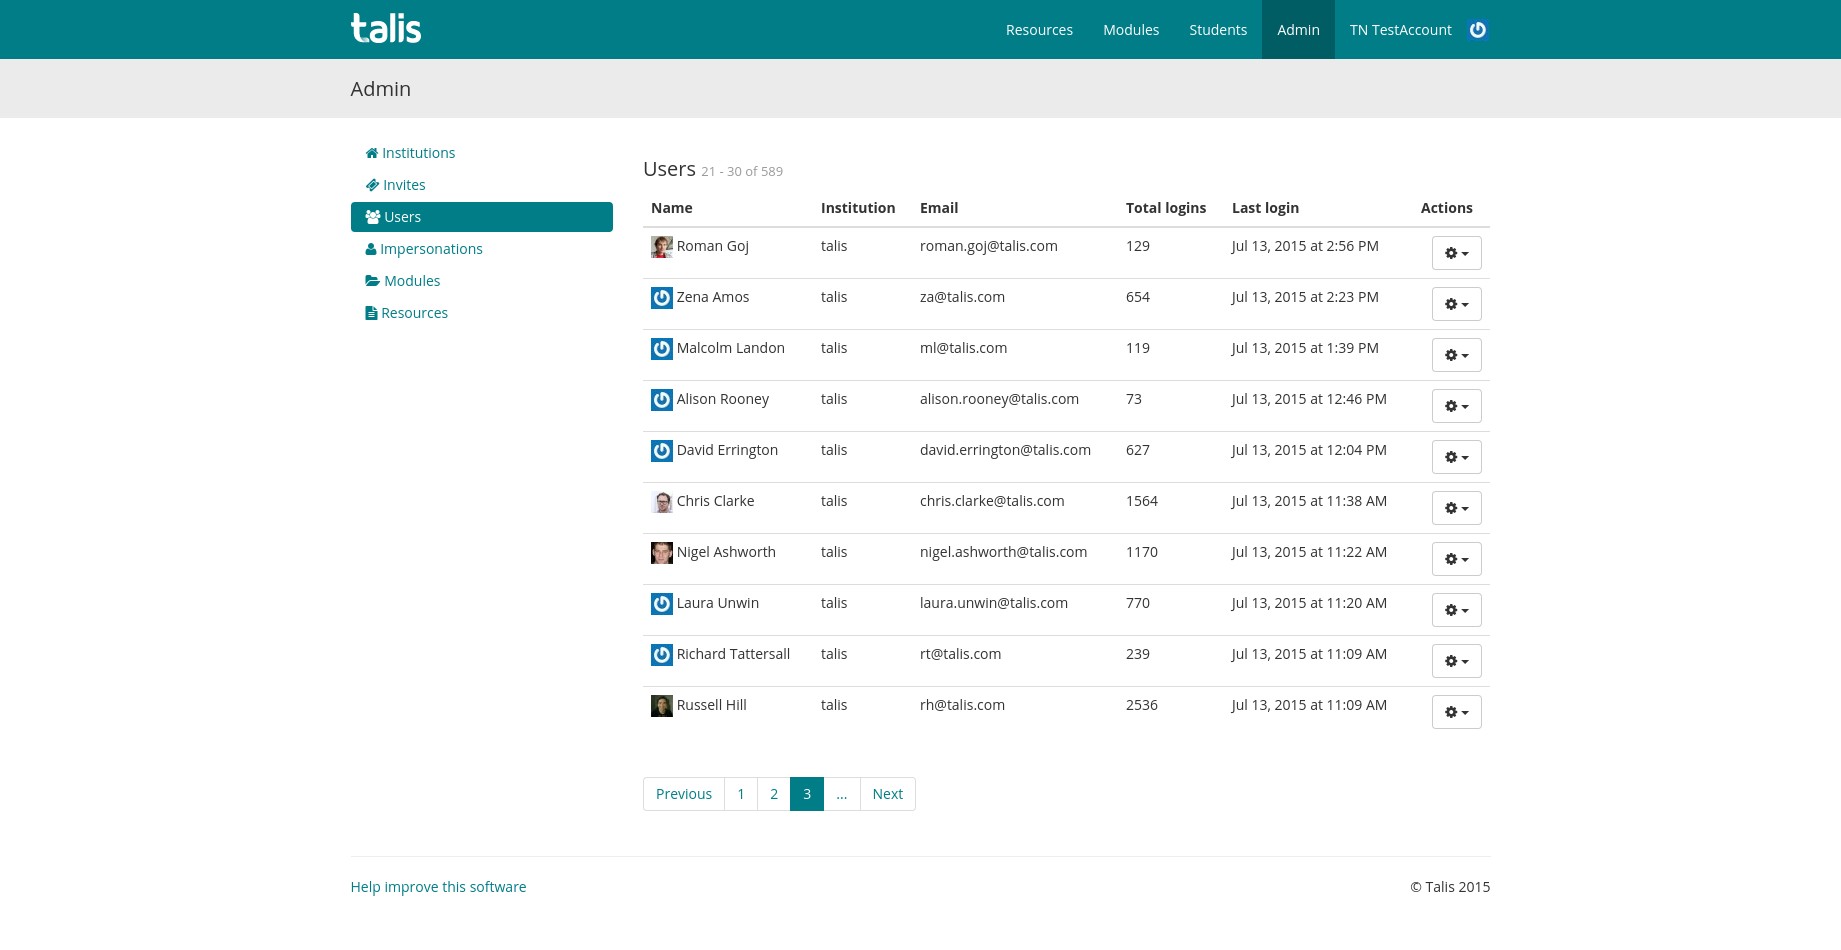 talis
Resources Modules Students Admin TN TestAccount
Admin
Institutions
Invites
Users
Impersonations
Modules
Resources
Users 21 - 30 of 589
Name Institution Email Total logins Last login Actions
Roman Goj talis roman.goj@talis.com 129 Jul 13, 2015 at 2:56 PM
Zena Amos talis za@talis.com 654 Jul 13, 2015 at 2:23 PM
Malcolm Landon talis ml@talis.com 119 Jul 13, 2015 at 1:39 PM
Alison Rooney talis alison.rooney@talis.com 73 Jul 13, 2015 at 12:46 PM
David Errington talis david.errington@talis.com 627 Jul 13, 2015 at 12:04 PM
Chris Clarke talis chris.clarke@talis.com 1564 Jul 13, 2015 at 11:38 AM
Nigel Ashworth talis nigel.ashworth@talis.com 1170 Jul 13, 2015 at 11:22 AM
Laura Unwin talis laura.unwin@talis.com 770 Jul 13, 2015 at 11:20 AM
Richard Tattersall talis rt@talis.com 239 Jul 13, 2015 at 11:09 AM
Russell Hill talis rh@talis.com 2536 Jul 13, 2015 at 11:09 AM
Previous 1 2 3 ... Next
Help improve this software © Talis 2015